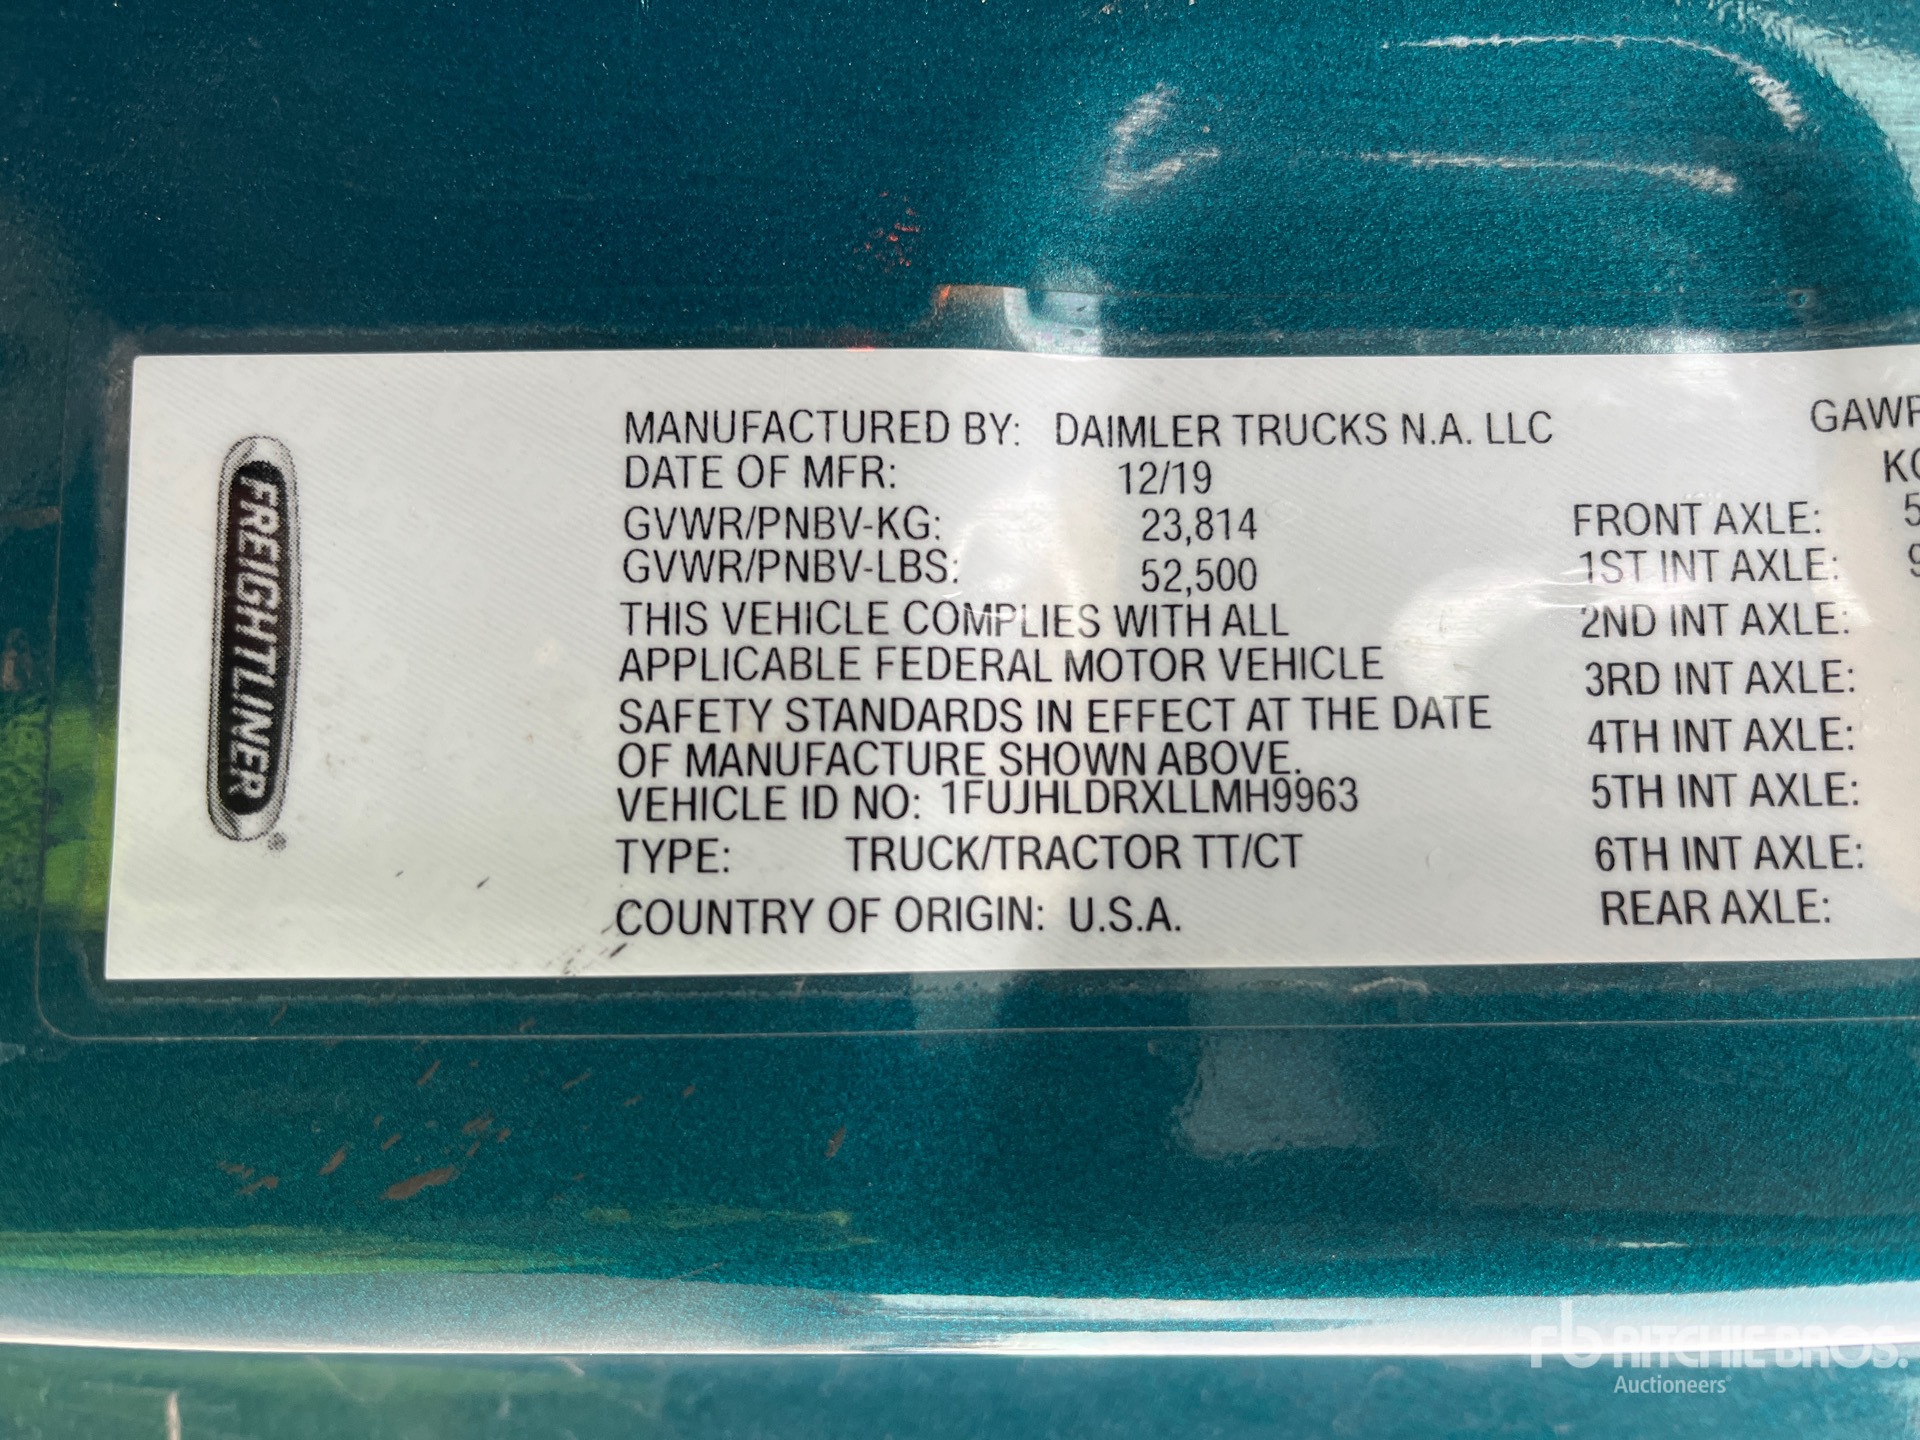 FREIGHTLINER®
MANUFACTURED BY: DAIMLER TRUCKS N.A. LLC
DATE OF MFR: 12/19
GVWR/PNBV-KG: 23,814
GVWR/PNBV-LBS: 52,500
THIS VEHICLE COMPLIES WITH ALL
APPLICABLE FEDERAL MOTOR VEHICLE
SAFETY STANDARDS IN EFFECT AT THE DATE
OF MANUFACTURE SHOWN ABOVE.
VEHICLE ID NO: 1FUJHLDRXLLMH9963
TYPE: TRUCK/TRACTOR TT/CT
COUNTRY OF ORIGIN: U.S.A.
FRONT AXLE:
1ST INT AXLE:
2ND INT AXLE:
3RD INT AXLE:
4TH INT AXLE:
5TH INT AXLE:
6TH INT AXLE:
REAR AXLE:
rb RITCHIE BROS.
Auctioneers